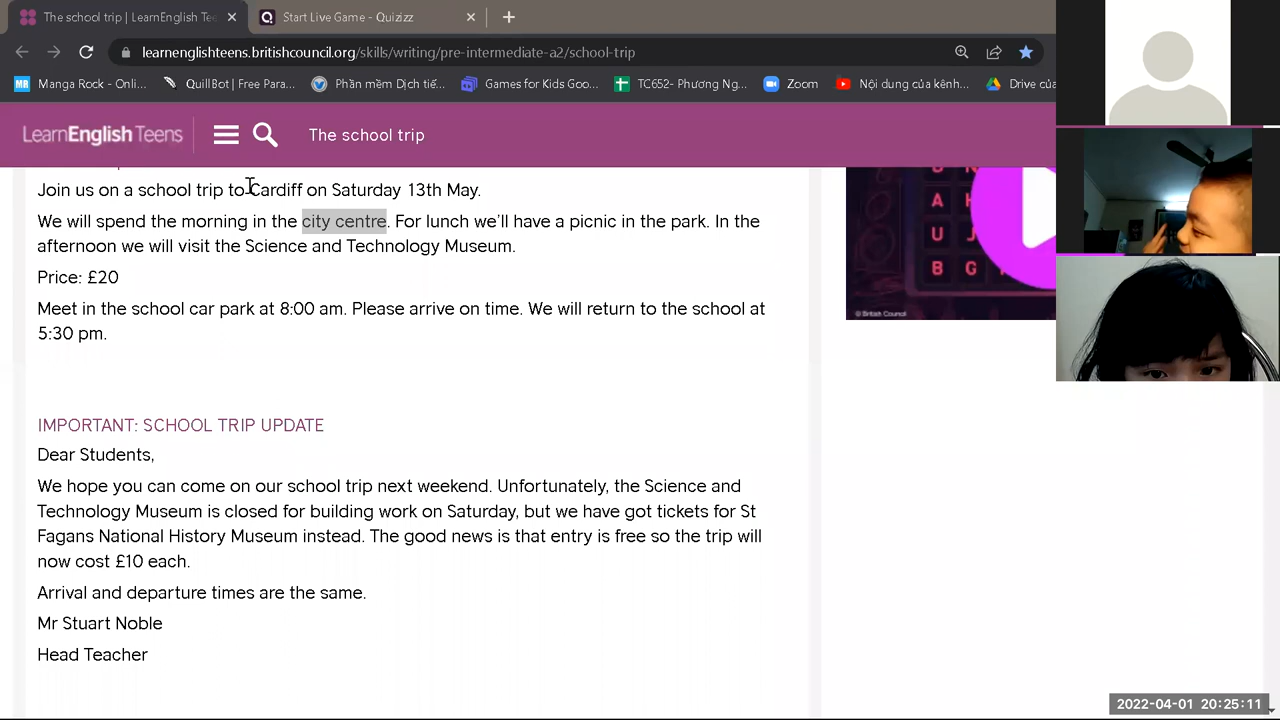 The school trip | LearnEnglish Tee
Start Live Game - Quizizz
learnenglishteens.britishcouncil.org/skills/writing/pre-intermediate-a2/school-trip
MR Manga Rock - Onli...
QuillBot | Free Para...
Phần mềm Dịch tiế...
Games for Kids Goo...
TC652- Phương Ng...
Zoom
Nội dung của kênh...
Drive củ
LearnEnglish Teens
The school trip
Join us on a school trip to Cardiff on Saturday 13th May.
We will spend the morning in the city centre. For lunch we'll have a picnic in the park. In the
afternoon we will visit the Science and Technology Museum.
Price: £20
Meet in the school car park at 8:00 am. Please arrive on time. We will return to the school at
5:30 pm.
A H
U J
B G
© British Council
IMPORTANT: SCHOOL TRIP UPDATE
Dear Students,
We hope you can come on our school trip next weekend. Unfortunately, the Science and
Technology Museum is closed for building work on Saturday, but we have got tickets for St
Fagans National History Museum instead. The good news is that entry is free so the trip will
now cost £10 each.
Arrival and departure times are the same.
Mr Stuart Noble
Head Teacher
2022-04-01 20:25:11